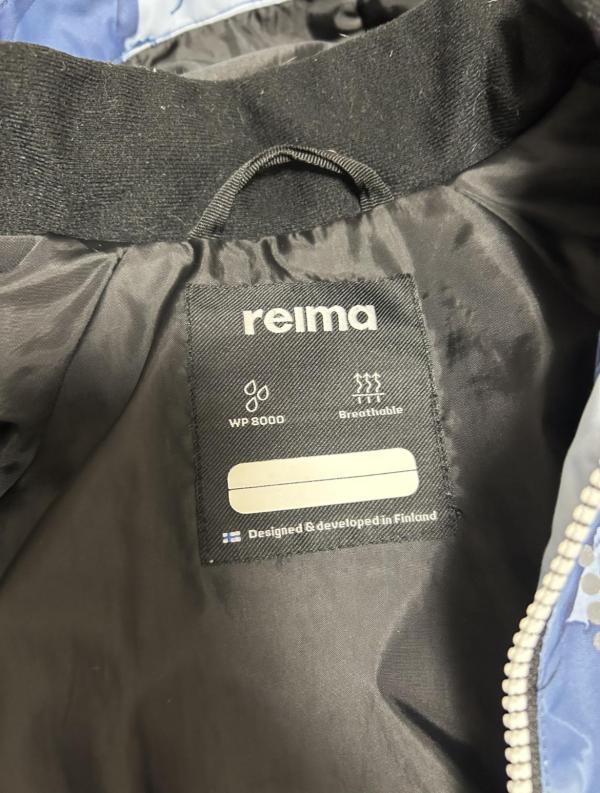 reima
WP 8000
Breathable
Designed & developed in Finland